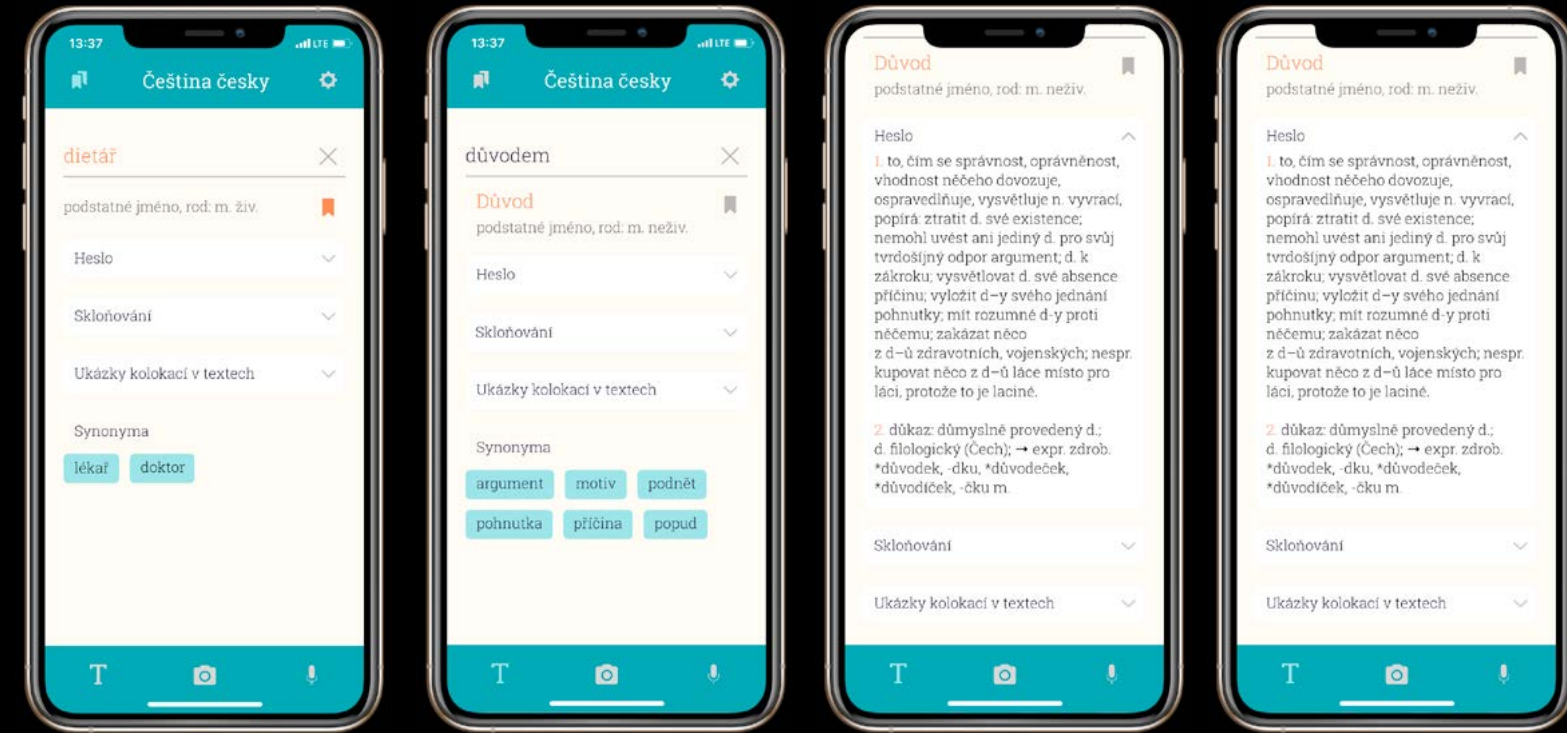 13:37
LTE
Čeština česky
dietář
podstatné jméno, rod: m. živ.
Heslo
Skloňování
Ukázky kolokací v textech
Synonyma
lékař doktor
T
13:37
LTE
Čeština česky
důvodem
Důvod
podstatné jméno, rod: m. neživ.
Heslo
Skloňování
Ukázky kolokací v textech
Synonyma
argument motiv podnět
pohnutka příčina popud
T
Důvod
podstatné jméno, rod: m. neživ.
Heslo
1. to, čím se správnost, oprávněnost,
vhodnost něčeho dovozuje,
ospravedlňuje, vysvětluje n. vyvrací,
popírá: ztratit d. své existence;
nemohl uvést ani jediný d. pro svůj
tvrdošíjný odpor argument; d. k
zákroku; vysvětlovat d. své absence
příčinu; vyložit d–y svého jednání
pohnutky; mít rozumné d-y proti
něčemu; zakázat něco
z d–ů zdravotních, vojenských; nespr.
kupovat něco z d–ů láce místo pro
láci, protože to je laciné.
2. důkaz: důmyslně provedený d.;
d. filologický (Čech); → expr. zdrob.
*důvodek, -dku, *důvodeček,
*důvodíček, -čku m.
Skloňování
Ukázky kolokací v textech
T
Důvod
podstatné jméno, rod: m. neživ.
Heslo
1. to, čím se správnost, oprávněnost,
vhodnost něčeho dovozuje,
ospravedlňuje, vysvětluje n. vyvrací,
popírá: ztratit d. své existence;
nemohl uvést ani jediný d. pro svůj
tvrdošíjný odpor argument; d. k
zákroku; vysvětlovat d. své absence
příčinu; vyložit d–y svého jednání
pohnutky; mít rozumné d-y proti
něčemu; zakázat něco
z d–ů zdravotních, vojenských; nespr.
kupovat něco z d–ů láce místo pro
láci, protože to je laciné.
2. důkaz: důmyslně provedený d.;
d. filologický (Čech); → expr. zdrob.
*důvodek, -dku, *důvodeček,
*důvodíček, -čku m.
Skloňování
Ukázky kolokací v textech
T